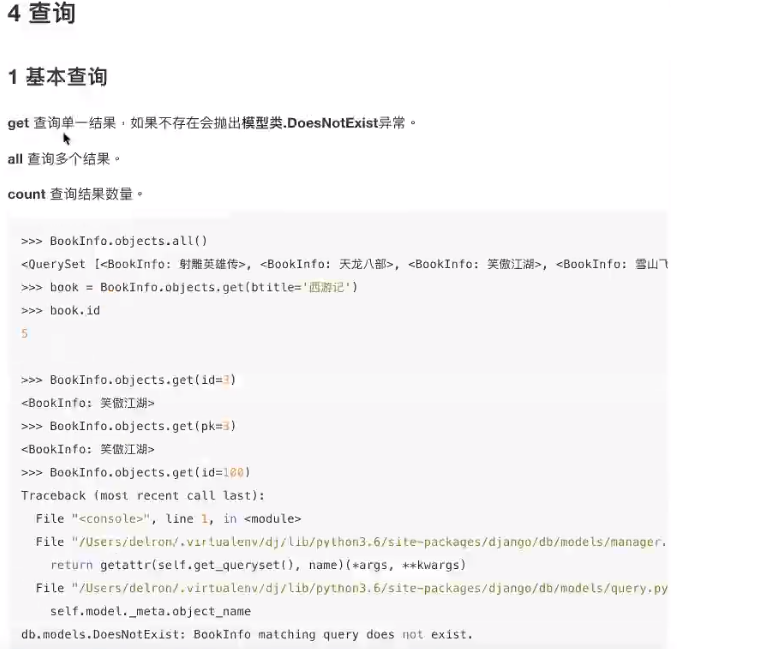 4 查询
1 基本查询
get 查询单一结果，如果不存在会抛出模型类.DoesNotExist异常。
all 查询多个结果。
count 查询结果数量。
>>> BookInfo.objects.all()
<QuerySet [<BookInfo: 射雕英雄传>, <BookInfo: 天龙八部>, <BookInfo: 笑傲江湖>, <BookInfo: 雪山飞
>>> book = BookInfo.objects.get(btitle='西游记')
>>> book.id
5
>>> BookInfo.objects.get(id=3)
<BookInfo: 笑傲江湖>
>>> BookInfo.objects.get(pk=3)
<BookInfo: 笑傲江湖>
>>> BookInfo.objects.get(id=100)
Traceback (most recent call last):
File "<console>", line 1, in <module>
File "/Users/delron/.virtualenv/dj/lib/python3.6/site-packages/django/db/models/manager.
return getattr(self.get_queryset(), name)(*args, **kwargs)
File "/Users/delron/.virtualenv/dj/lib/python3.6/site-packages/django/db/models/query.py
self.model._meta.object_name
db.models.DoesNotExist: BookInfo matching query does not exist.